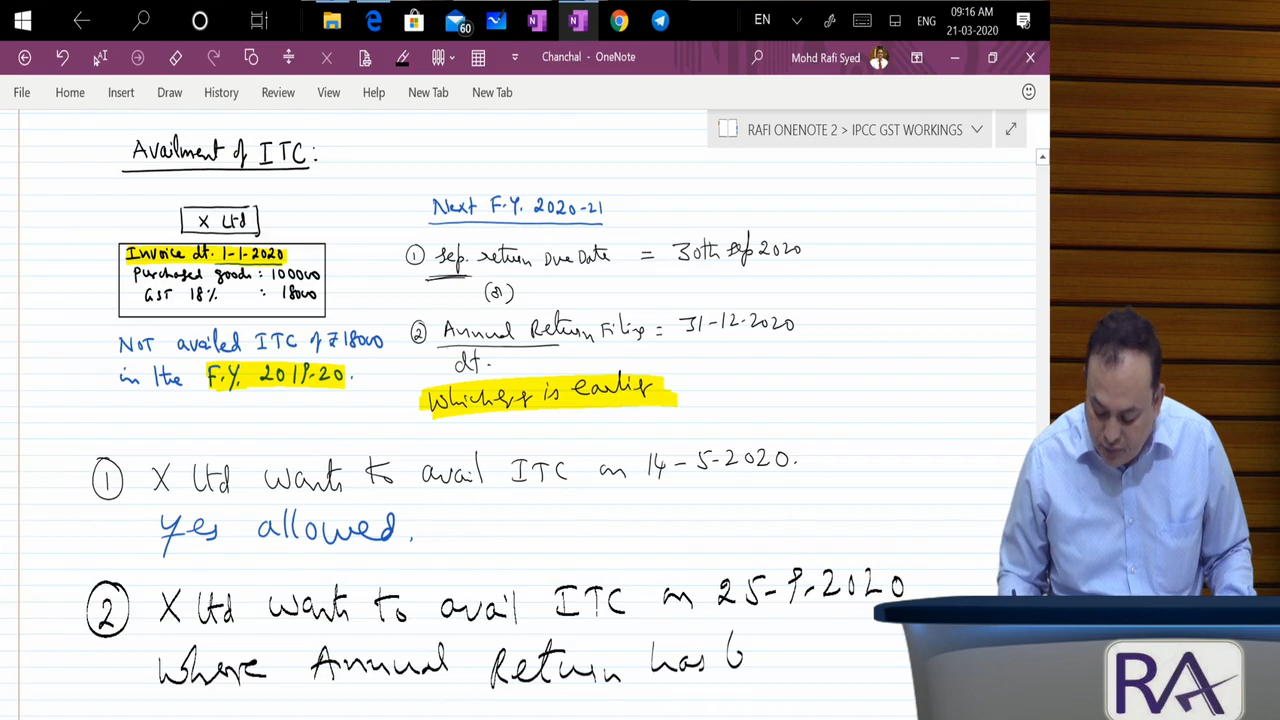 60
EN
ENG
09:16 AM
21-03-2020
Chanchal - OneNote
Mohd Rafi Syed
File Home Insert Draw History Review View Help New Tab New Tab
RAFI ONENOTE 2 > IPCC GST WORKINGS
Availment of ITC:
X Ltd
Invoice dt. 1-1-2020
Purchased goods : 100000
GST 18% : 18000
NOT availed ITC of ₹18000
in the F.Y. 2019-20.
Next F.Y. 2020-21
① Sep. return Due Date = 30th sep 2020
(or)
② Annual Return Filing = 31-12-2020
dt.
Whichever is earlier
① X Ltd wants to avail ITC on 14-5-2020.
Yes allowed.
② X Ltd wants to avail ITC on 25-9-2020
Where Annual Return has b
RA